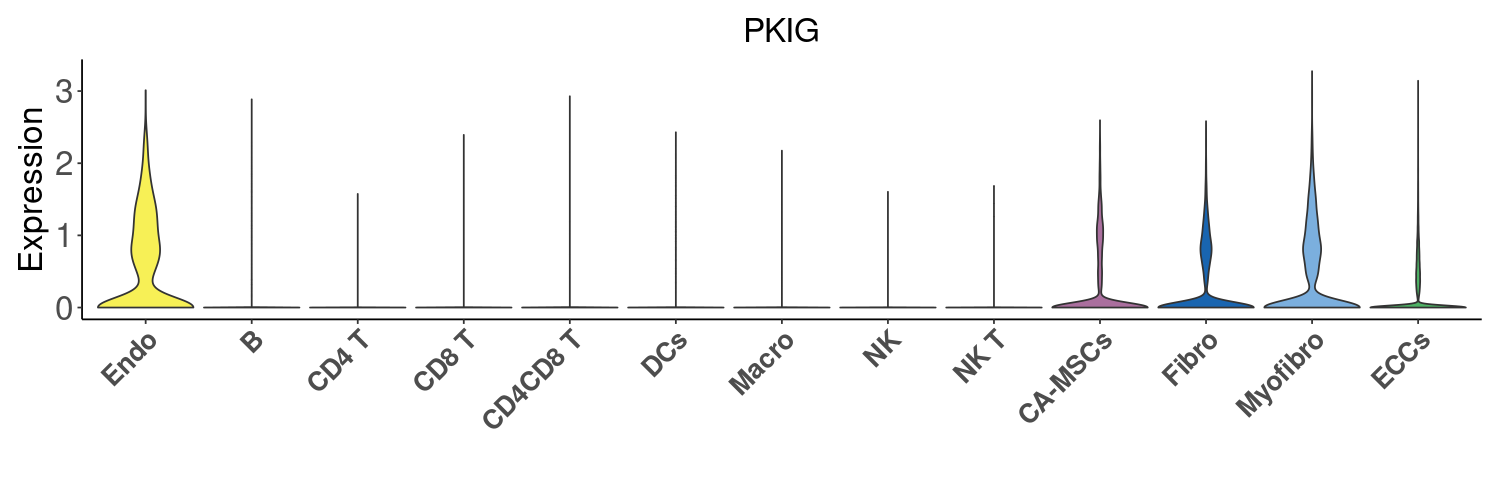 PKIG
Expression
3
2
1
0
Endo
B
CD4 T
CD8 T
CD4CD8 T
DCs
Macro
NK
NK T
CA-MSCs
Fibro
Myofibro
ECCs